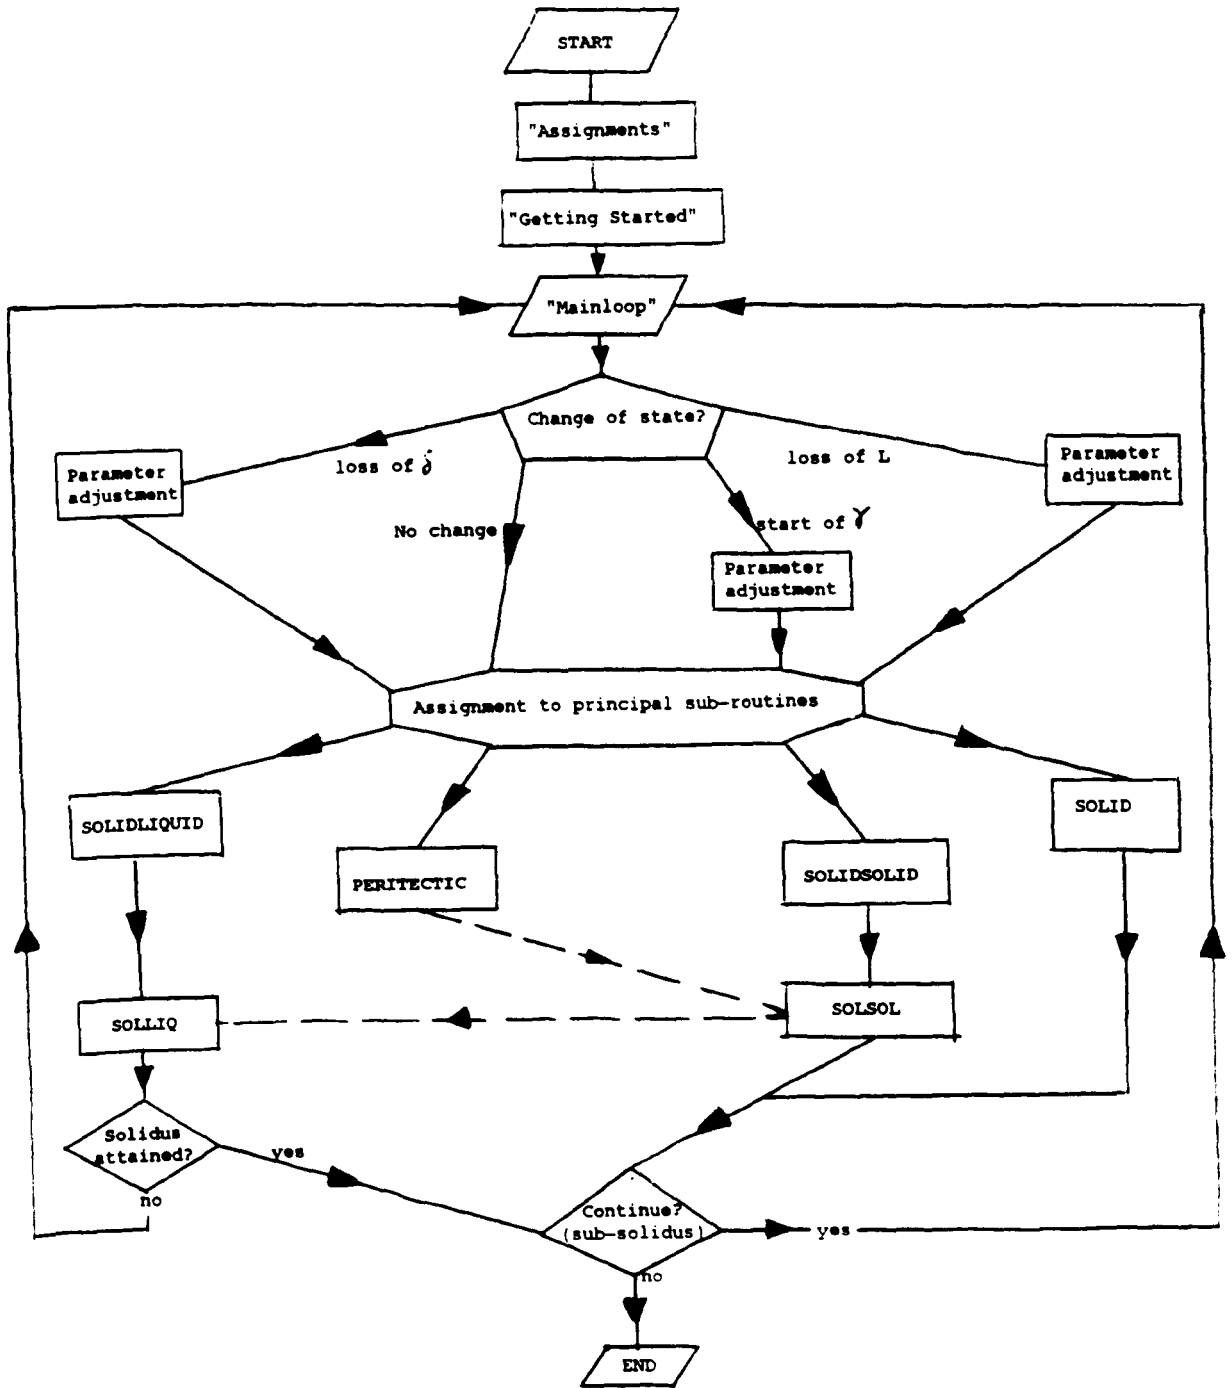 START
"Assignments"
"Getting Started"
"Mainloop"
Change of state?
loss of
loss of L
Parameter
adjustment
Parameter
adjustment
No change
start of γ
Parameter
adjustment
Assignment to principal sub-routines
SOLIDLIQUID
PERITECTIC
SOLIDSOLID
SOLID
SOLLIQ
SOLSOL
Solidus
attained?
yes
no
Continue?
(sub-solidus)
yes
no
END